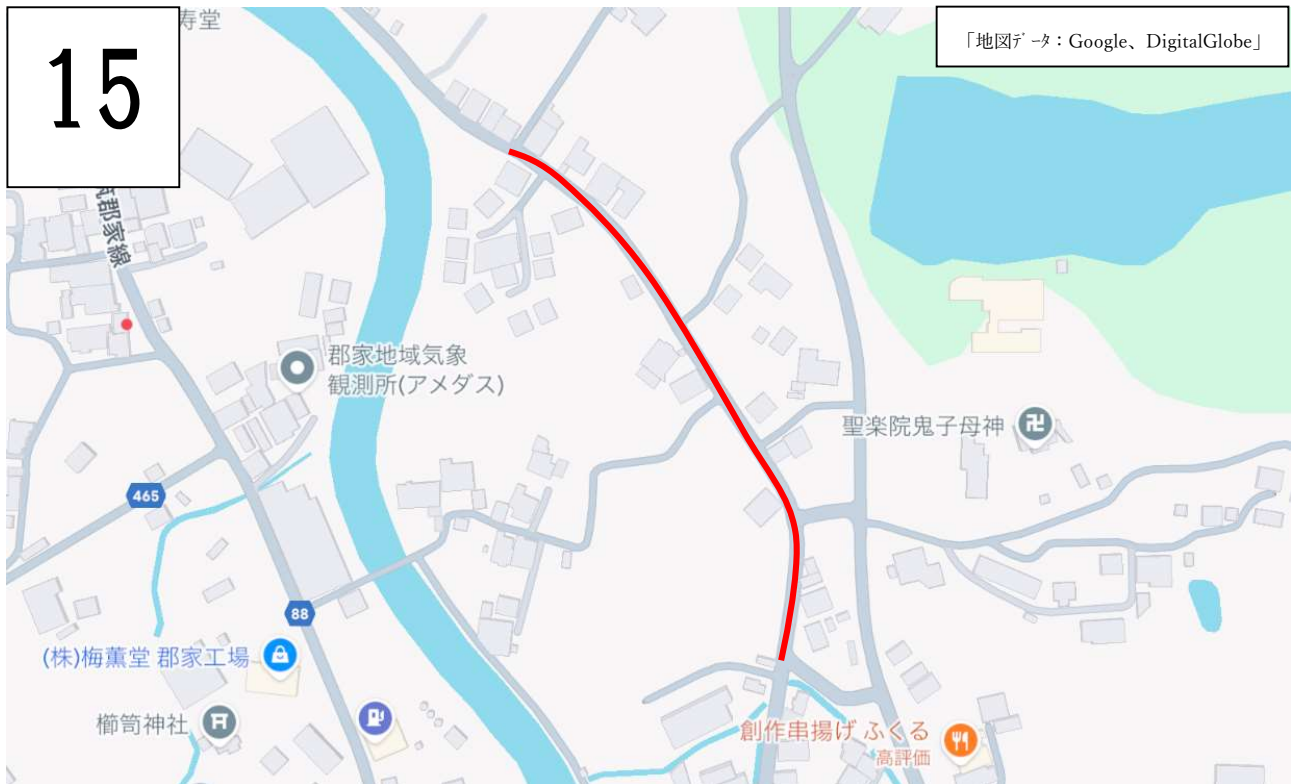 15
寿堂
「地図ﾃﾞｰﾀ：Google、DigitalGlobe」
郡家線
郡家地域気象
観測所(アメダス)
聖楽院鬼子母神
465
88
(株)梅薫堂 郡家工場
櫛笥神社
創作串揚げ ふくる
高評価